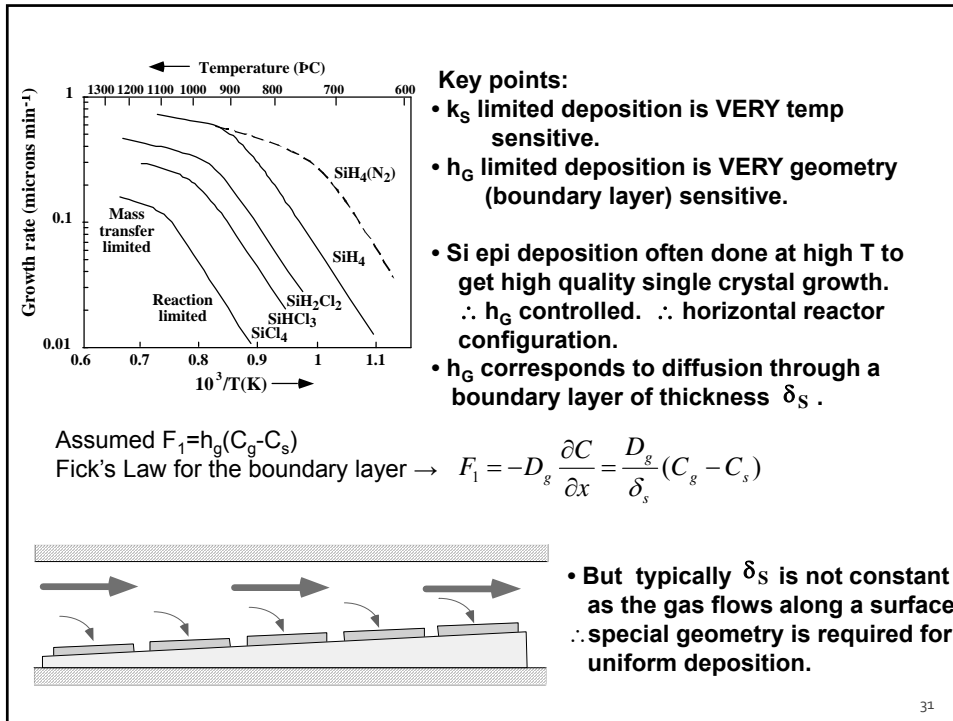 Temperature (ÞC)
1300 1200 1100 1000 900 800 700 600
1
0.1
0.01
Growth rate (microns min-1)
SiH4(N2)
Mass
transfer
limited
SiH4
Reaction
limited
SiH2Cl2
SiHCl3
SiCl4
0.6 0.7 0.8 0.9 1 1.1
10 3/T(K)
Key points:
• kS limited deposition is VERY temp
sensitive.
• hG limited deposition is VERY geometry
(boundary layer) sensitive.
• Si epi deposition often done at high T to
get high quality single crystal growth.
∴ hG controlled. ∴ horizontal reactor
configuration.
• hG corresponds to diffusion through a
boundary layer of thickness δS .
Assumed F1=hg(Cg-Cs)
Fick's Law for the boundary layer → F1 = −Dg ∂C/∂x = Dg/δs (Cg − Cs)
• But typically δS is not constant
as the gas flows along a surface
∴ special geometry is required for
uniform deposition.
31